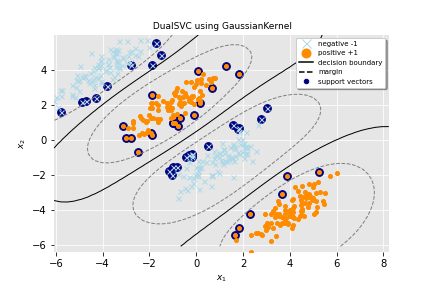 DualSVC using GaussianKernel
negative -1
positive +1
decision boundary
margin
support vectors
x₂
4
2
0
−2
−4
−6
−6 −4 −2 0 2 4 6 8
x₁